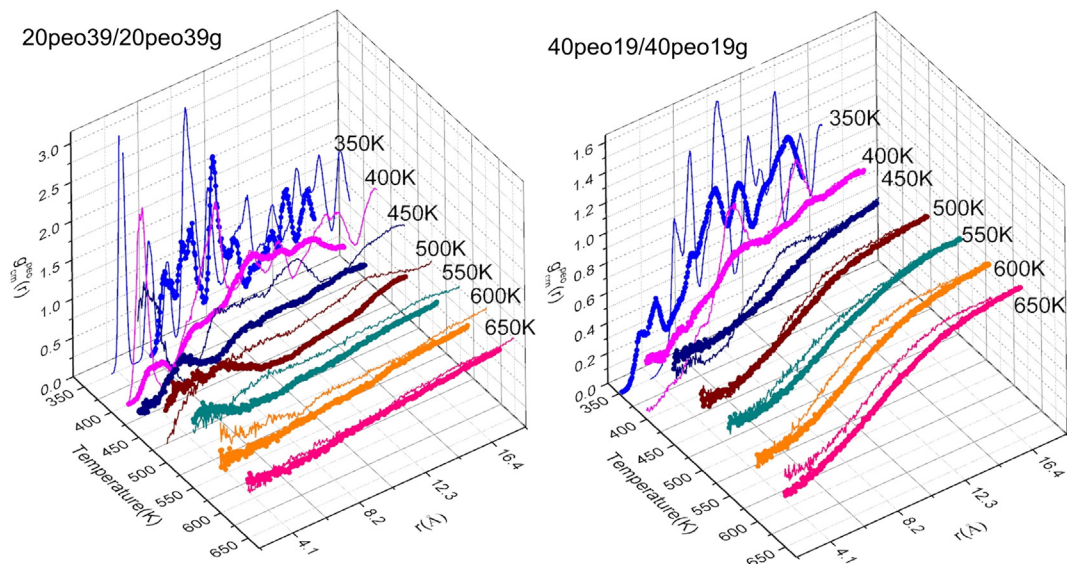 20peo39/20peo39g
3.0
2.5
2.0
1.5
1.0
0.5
0.0
g_cm^peo(r)
350K
400K
450K
500K
550K
600K
650K
350
400
450
500
550
600
650
Temperature(K)
4.1
8.2
12.3
16.4
r(Å)
40peo19/40peo19g
1.6
1.4
1.2
1.0
0.8
0.6
0.4
0.2
0.0
g_cm^peo(r)
350K
400K
450K
500K
550K
600K
650K
350
400
450
500
550
600
650
Temperature(K)
4.1
8.2
12.3
16.4
r(Å)